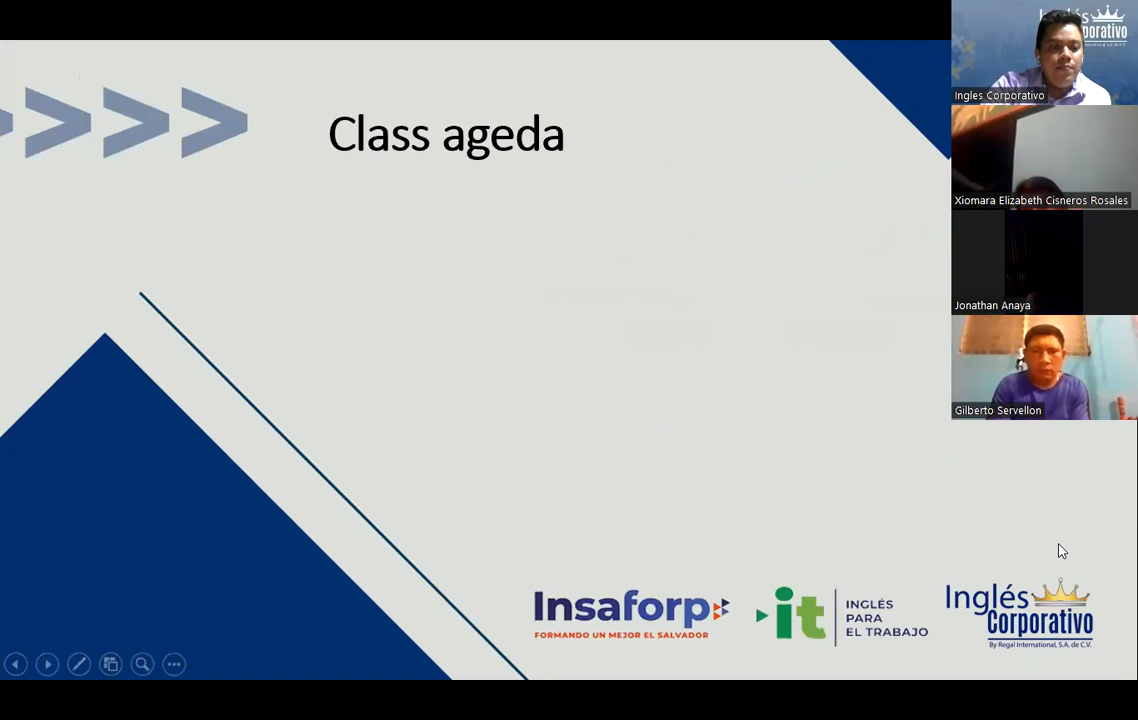 Class ageda
Inglés
Corporativo
Ingles Corporativo
Xiomara Elizabeth Cisneros Rosales
Jonathan Anaya
Gilberto Servellon
Insaforp
FORMANDO UN MEJOR EL SALVADOR
it
INGLÉS
PARA
EL TRABAJO
Inglés
Corporativo
By Regal International, S.A. de C.V.